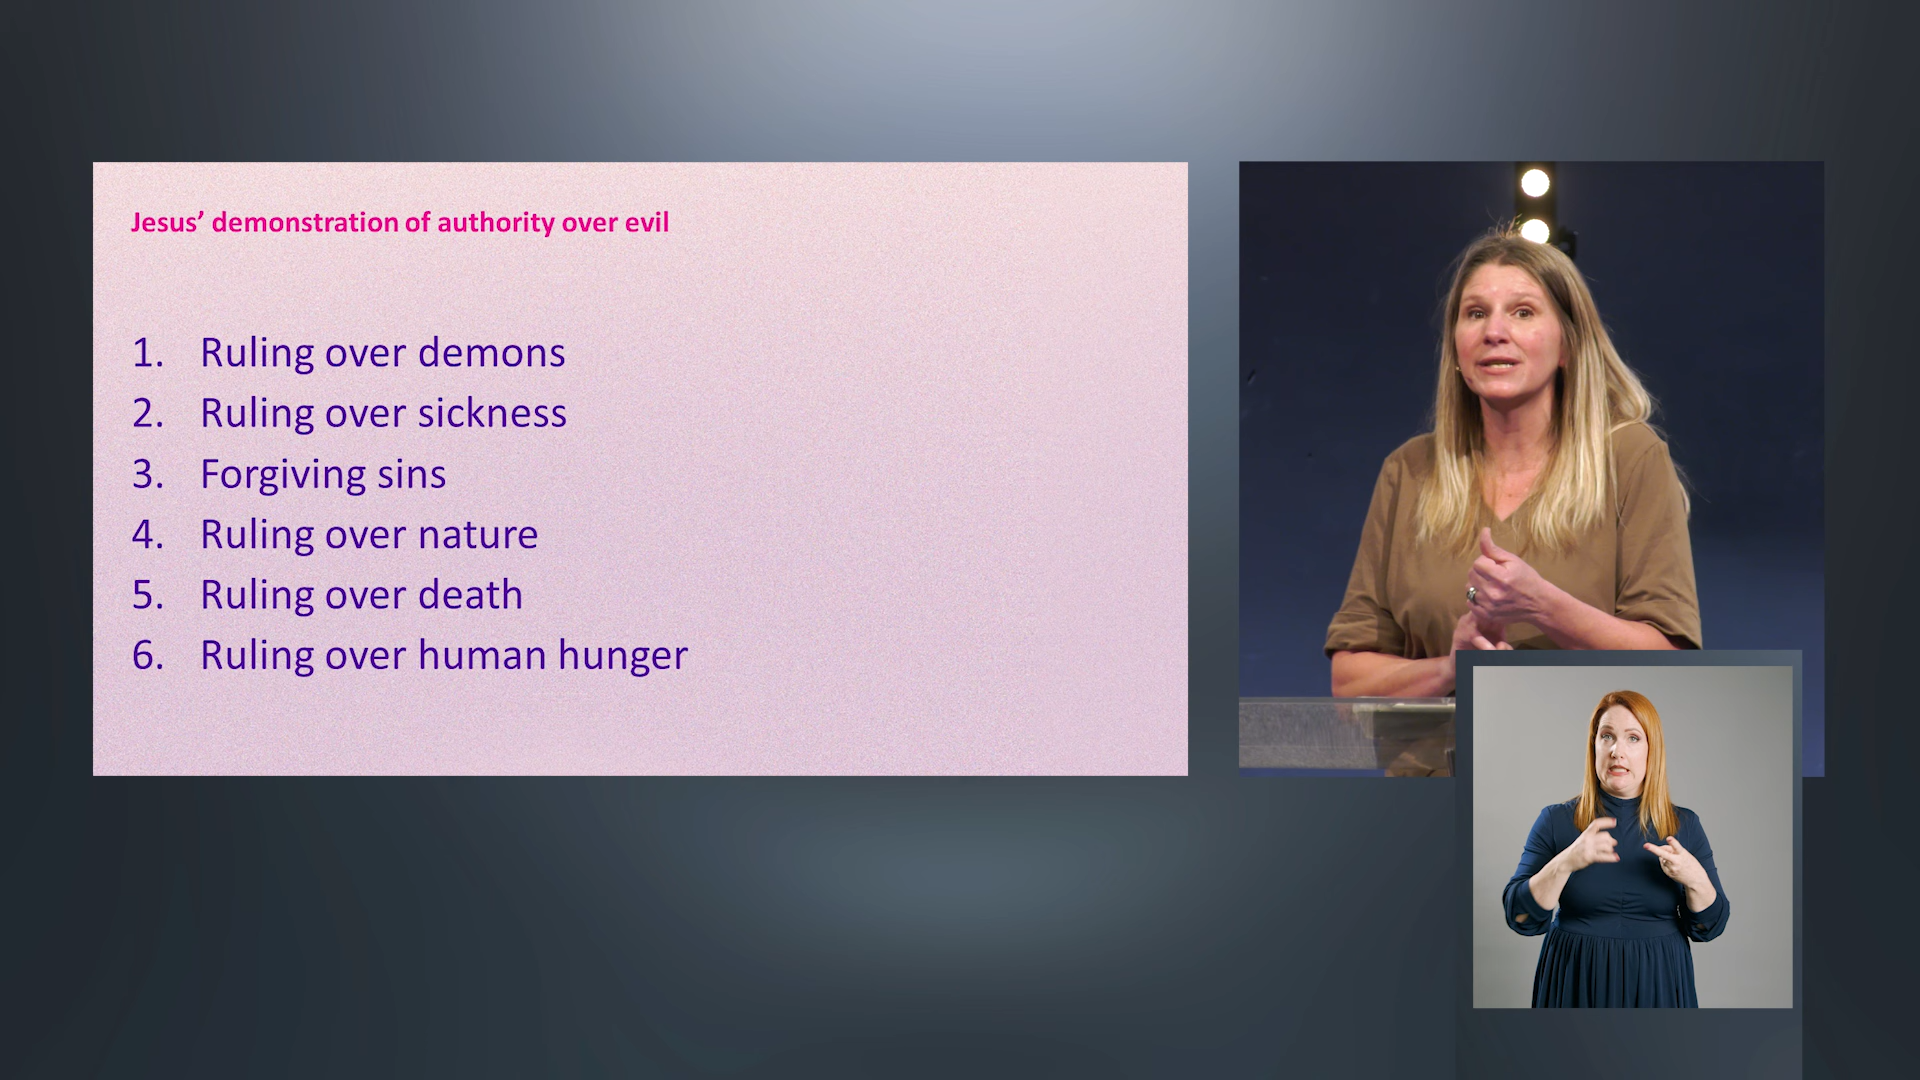 Jesus’ demonstration of authority over evil
1. Ruling over demons
2. Ruling over sickness
3. Forgiving sins
4. Ruling over nature
5. Ruling over death
6. Ruling over human hunger